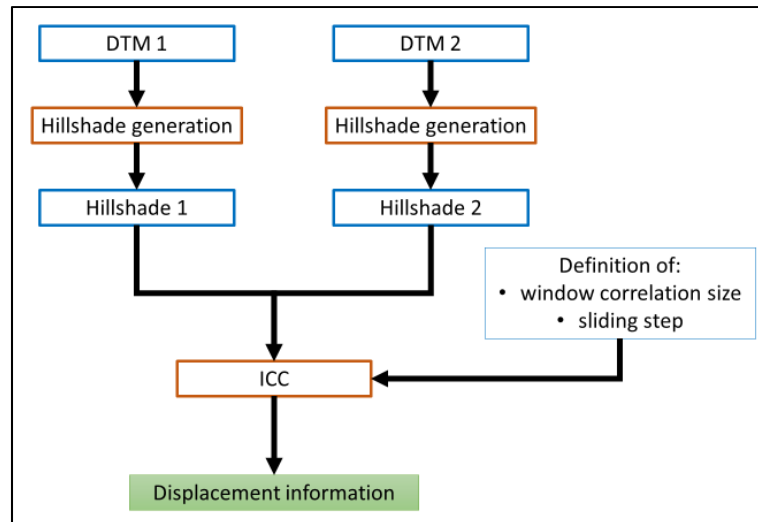 DTM 1
DTM 2
Hillshade generation
Hillshade generation
Hillshade 1
Hillshade 2
Definition of:
• window correlation size
• sliding step
ICC
Displacement information